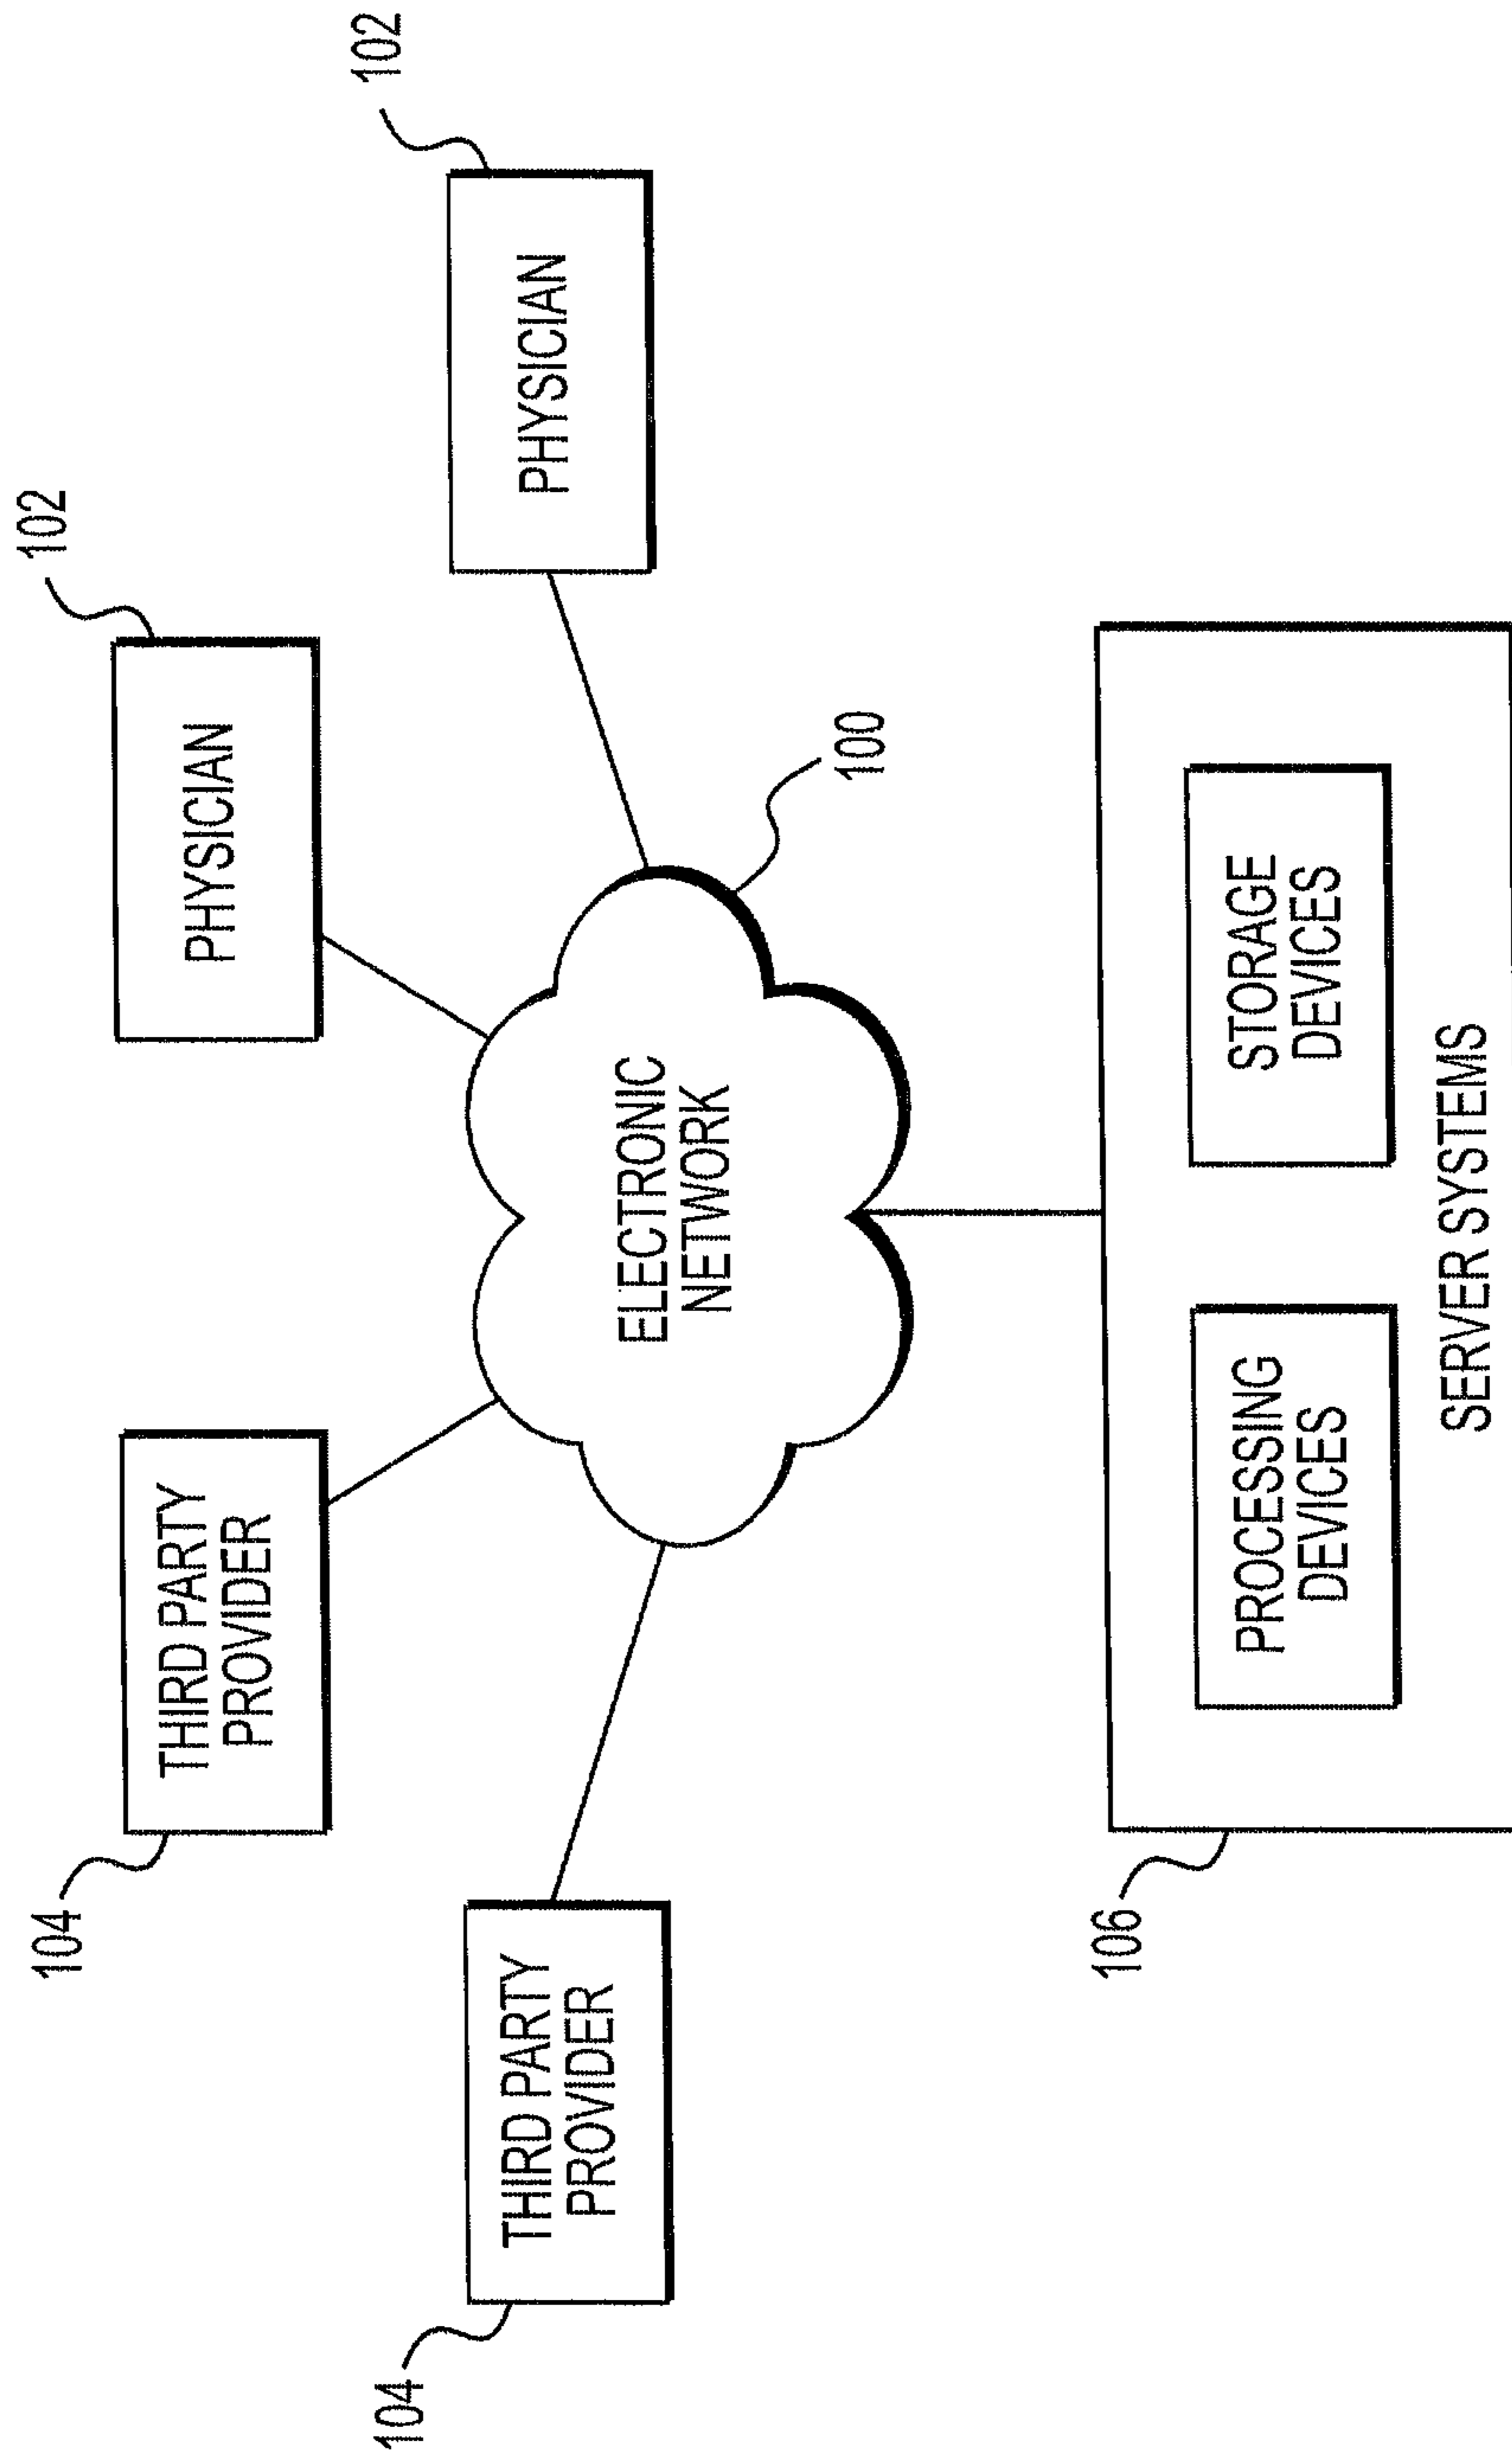 102
102
PHYSICIAN
PHYSICIAN
104
THIRD PARTY
PROVIDER
104
THIRD PARTY
PROVIDER
ELECTRONIC
NETWORK
100
106
PROCESSING
DEVICES
STORAGE
DEVICES
SERVER SYSTEMS